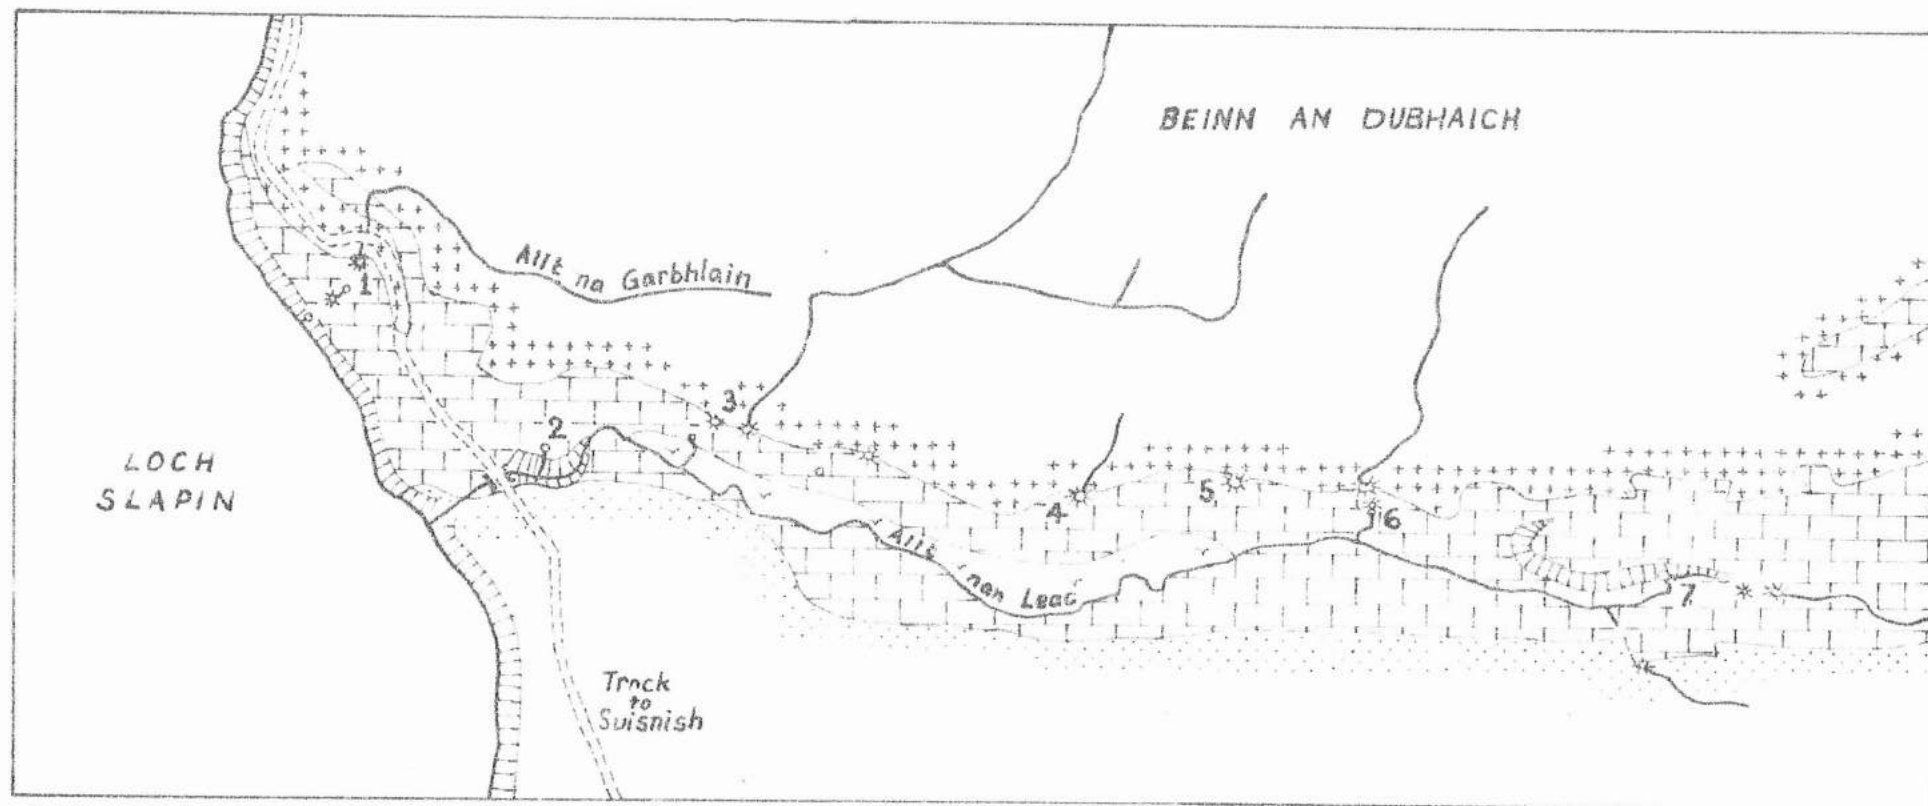 BEINN AN DUBHAICH
Allt na Garbhlain
1
2
3
4
5
6
7
LOCH
SLAPIN
Allt nan Leac
Track
to
Suisnish